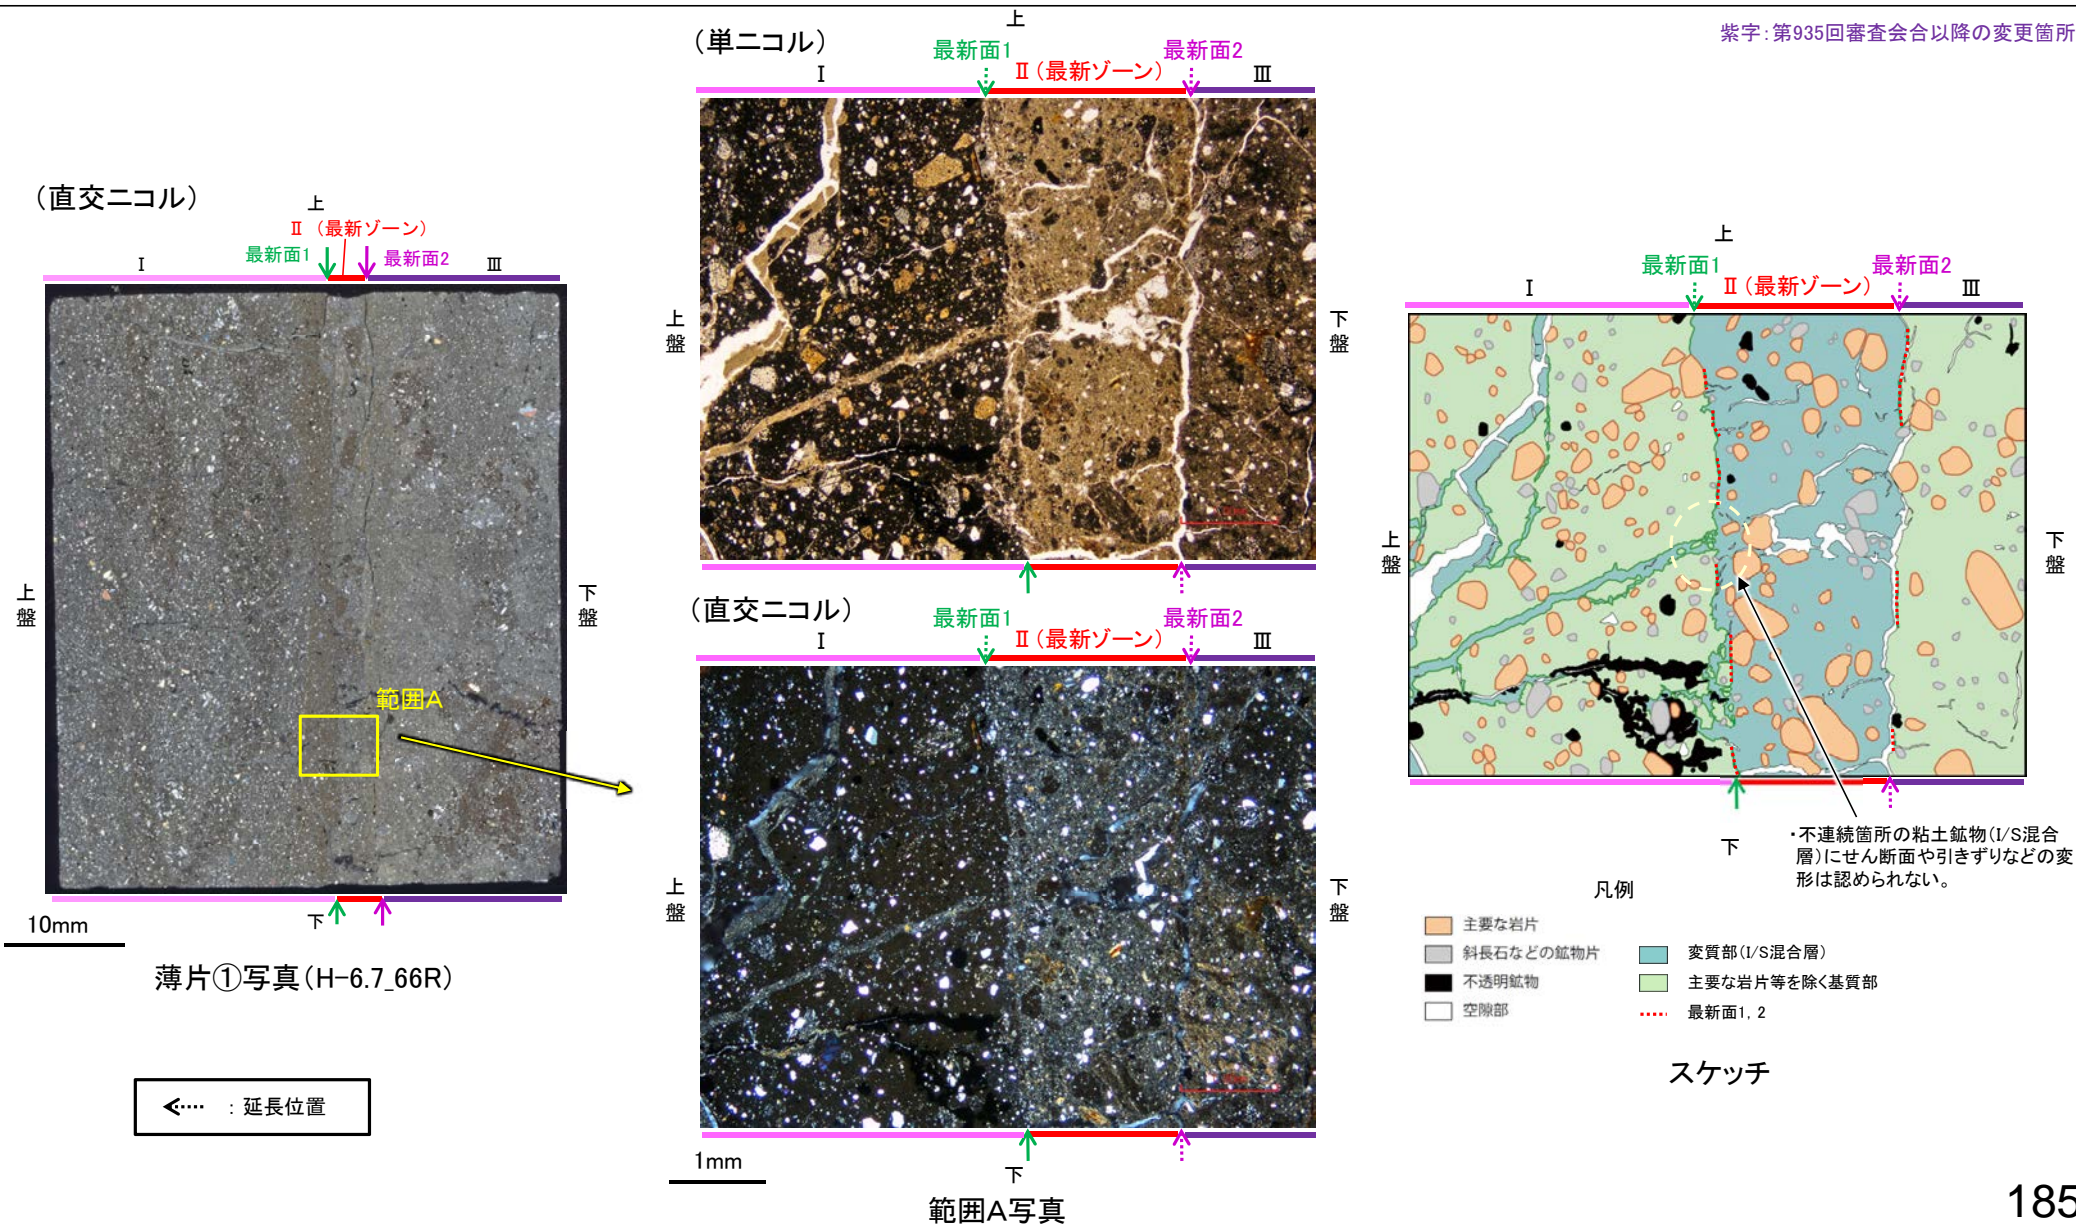 紫字：第935回審査会合以降の変更箇所
（直交ニコル）
上
Ⅱ（最新ゾーン）
最新面1
最新面2
Ⅰ
Ⅲ
上盤
下盤
範囲A
下
10mm
薄片①写真（H-6.7_66R）
：延長位置
（単ニコル）
上
最新面1
最新面2
Ⅰ
Ⅱ（最新ゾーン）
Ⅲ
上盤
下盤
（直交ニコル）
最新面1
最新面2
Ⅰ
Ⅱ（最新ゾーン）
Ⅲ
上盤
下盤
1mm
下
範囲A写真
上
最新面1
最新面2
Ⅰ
Ⅱ（最新ゾーン）
Ⅲ
上盤
下盤
下
・不連続箇所の粘土鉱物（I/S混合
層）にせん断面や引きずりなどの変
形は認められない。
凡例
主要な岩片
斜長石などの鉱物片
不透明鉱物
空隙部
変質部（I/S混合層）
主要な岩片等を除く基質部
最新面1，2
スケッチ
185